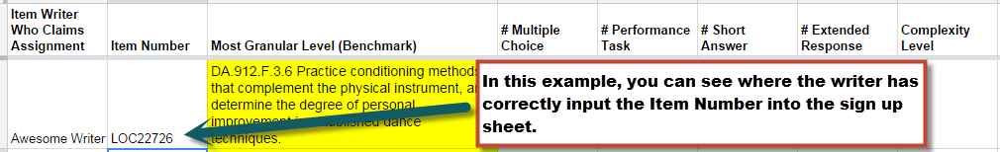 Item Writer
Who Claims
Assignment
Item Number
Most Granular Level (Benchmark)
# Multiple
Choice
# Performance
Task
# Short
Answer
# Extended
Response
Complexity
Level
DA.912.F.3.6 Practice conditioning methods
that complement the physical instrument,
determine the degree of personal
improvement in established dance
techniques.
Awesome Writer
LOC22726
In this example, you can see where the writer has
correctly input the Item Number into the sign up
sheet.